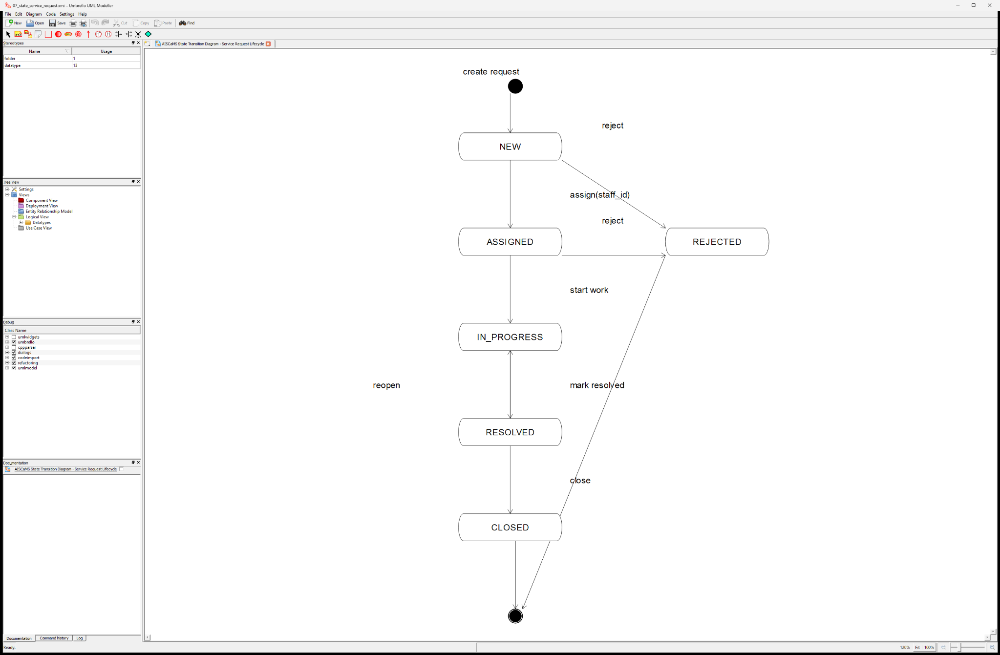 07_state_service_request.xmi – Umbrello UML Modeller
File Edit Diagram Code Settings Help
New Open Save Cut Copy Paste Find
Stereotypes
Name Usage
folder 1
datatype 13
Tree View
Settings
Views
Component View
Deployment View
Entity Relationship Model
Logical View
Datatypes
Use Case View
Debug
Class Name
umlwidgets
umbrello
cppparser
dialogs
codeimport
refactoring
umlmodel
Documentation
AISCaMS State Transition Diagram - Service Request Lifecycle
Documentation Command history Log
Ready.
AISCaMS State Transition Diagram - Service Request Lifecycle
create request
reject
NEW
assign(staff_id)
reject
ASSIGNED
REJECTED
start work
IN_PROGRESS
reopen
mark resolved
RESOLVED
close
CLOSED
120% Fit 100%